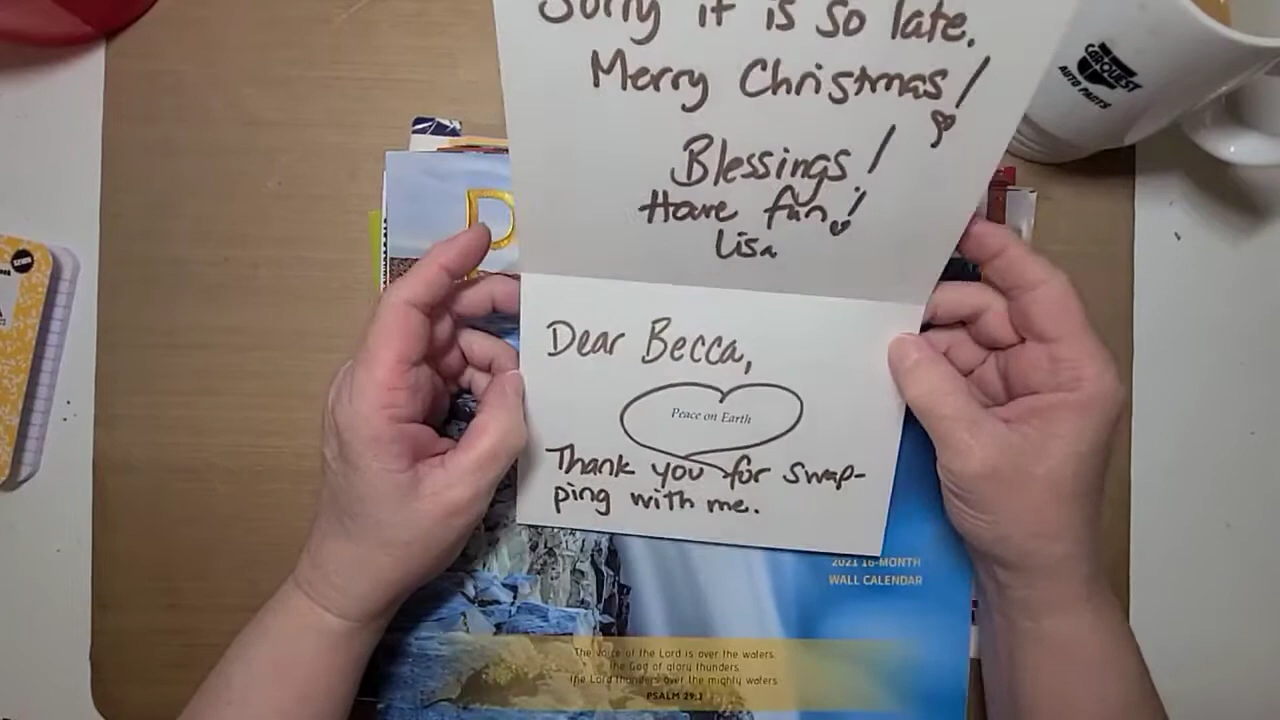 Sorry it is so late.
Merry Christmas!
Blessings!
Have fun!
Lisa
Dear Becca,
Peace on Earth
Thank you for swap-
ping with me.
CARQUEST
AUTO PARTS
P
2021 16-MONTH
WALL CALENDAR
The voice of the Lord is over the waters.
The God of glory thunders.
The Lord thunders over the mighty waters.
PSALM 29:3